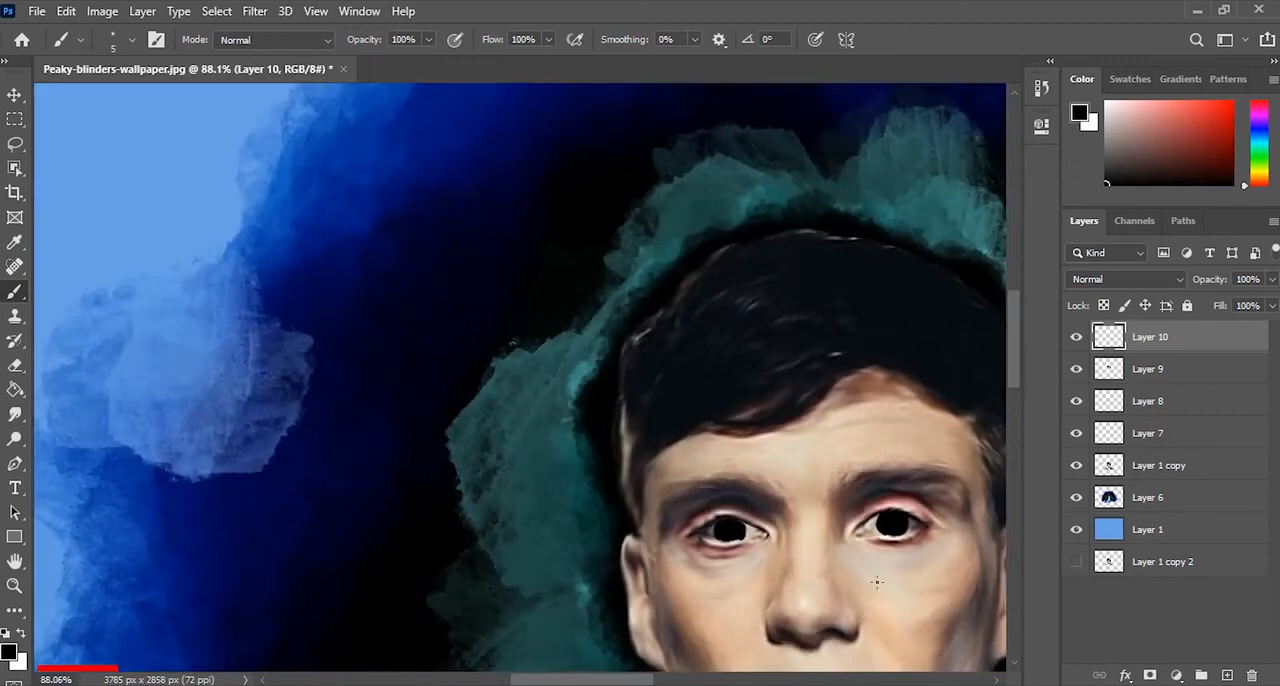 Ps File Edit Image Layer Type Select Filter 3D View Window Help
5 Mode: Normal Opacity: 100% Flow: 100% Smoothing: 0% 0°
Peaky-blinders-wallpaper.jpg @ 88.1% (Layer 10, RGB/8#) *
Color Swatches Gradients Patterns
Layers Channels Paths
Kind
Normal Opacity: 100%
Lock: Fill: 100%
Layer 10
Layer 9
Layer 8
Layer 7
Layer 1 copy
Layer 6
Layer 1
Layer 1 copy 2
88.06% 3785 px x 2858 px (72 ppi)
fx